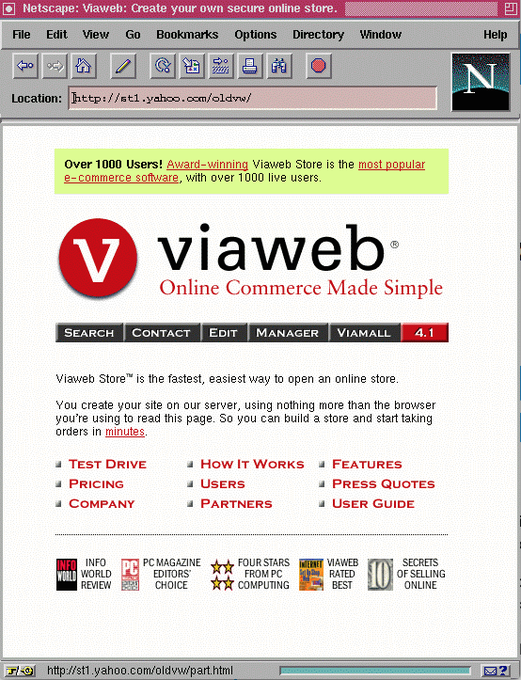 Netscape: Viaweb: Create your own secure online store.
File Edit View Go Bookmarks Options Directory Window Help
N
Location: http://st1.yahoo.com/oldvw/
Over 1000 Users! Award-winning Viaweb Store is the most popular
e-commerce software, with over 1000 live users.
V viaweb®
Online Commerce Made Simple
SEARCH CONTACT EDIT MANAGER VIAMALL 4.1
Viaweb Store™ is the fastest, easiest way to open an online store.
You create your site on our server, using nothing more than the browser
you're using to read this page. So you can build a store and start taking
orders in minutes.
TEST DRIVE HOW IT WORKS FEATURES
PRICING USERS PRESS QUOTES
COMPANY PARTNERS USER GUIDE
INFO WORLD INFO WORLD REVIEW
PC PC MAGAZINE EDITORS' CHOICE
FOUR STARS FROM PC COMPUTING
INTERNET VIAWEB RATED BEST
10 SECRETS OF SELLING ONLINE
http://st1.yahoo.com/oldvw/part.html